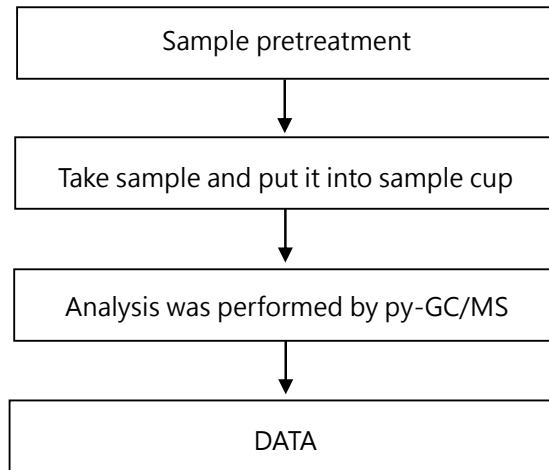 Sample pretreatment
Take sample and put it into sample cup
Analysis was performed by py-GC/MS
DATA